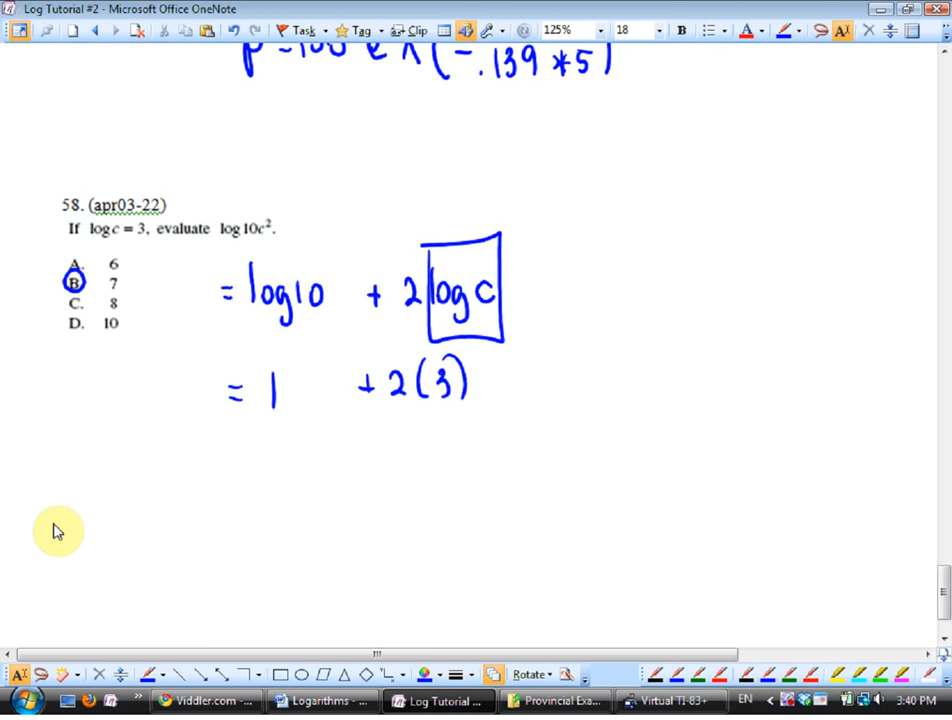 Log Tutorial #2 - Microsoft Office OneNote
Task Tag Clip 125% 18 B A
p = 100 e ^ ( - .139 * 5 )
58. (apr03-22)
If log c = 3, evaluate log 10c².
A. 6
B. 7
C. 8
D. 10
= log 10 + 2 log c
= 1 + 2 ( 3 )
Rotate
Viddler.com - ... Logarithms - ... Log Tutorial ... Provincial Exa... Virtual TI-83+ EN 3:40 PM